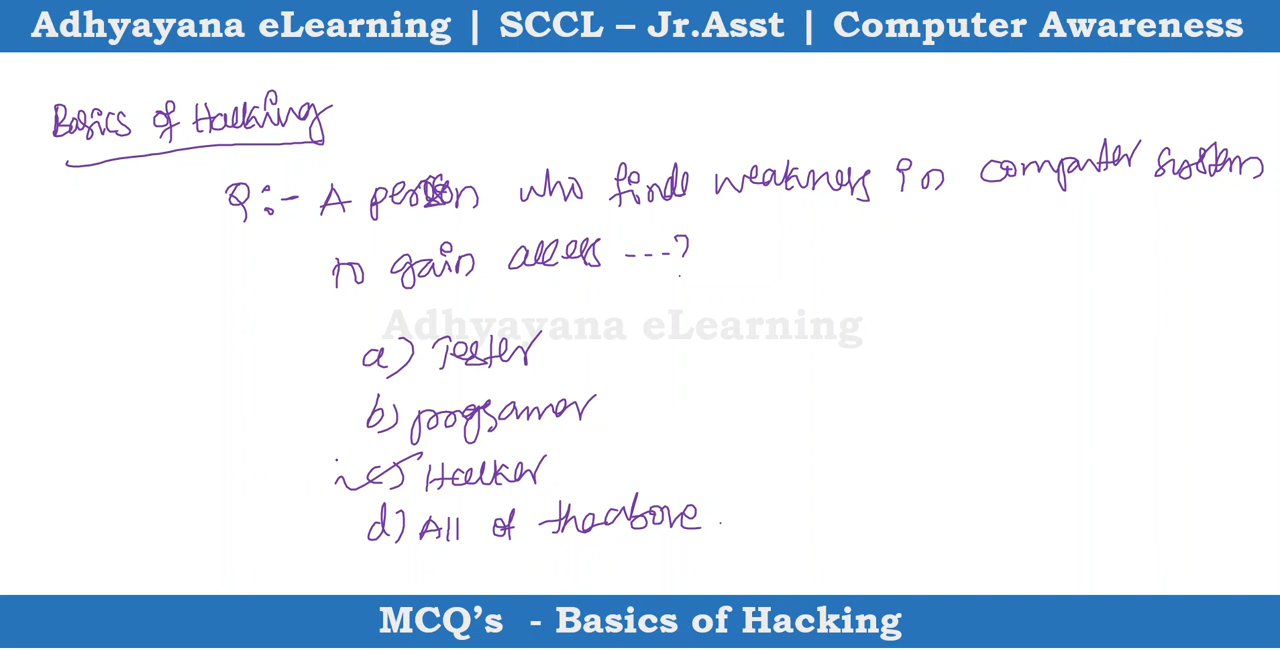 Adhyayana eLearning | SCCL – Jr.Asst | Computer Awareness
Basics of Hacking
Q:- A person who finds weakness in computer system
to gain access ---?
Adhyayana eLearning
a) Tester
b) programer
c) Hacker
d) All of the above.
MCQ's - Basics of Hacking